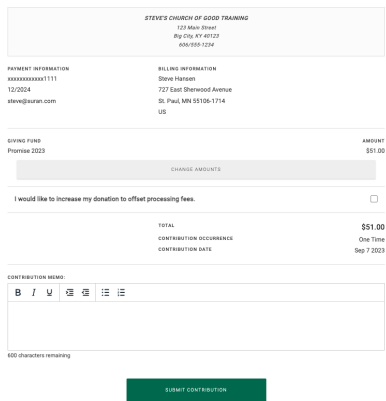 STEVE'S CHURCH OF GOOD TRAINING
123 Main Street
Big City, KY 40123
606/555-1234
PAYMENT INFORMATION
xxxxxxxxxxxx1111
12/2024
steve@suran.com
BILLING INFORMATION
Steve Hansen
727 East Sherwood Avenue
St. Paul, MN 55106-1714
US
GIVING FUND AMOUNT
Promise 2023 $51.00
CHANGE AMOUNTS
I would like to increase my donation to offset processing fees.
TOTAL $51.00
CONTRIBUTION OCCURRENCE One Time
CONTRIBUTION DATE Sep 7 2023
CONTRIBUTION MEMO:
B I U
600 characters remaining
SUBMIT CONTRIBUTION